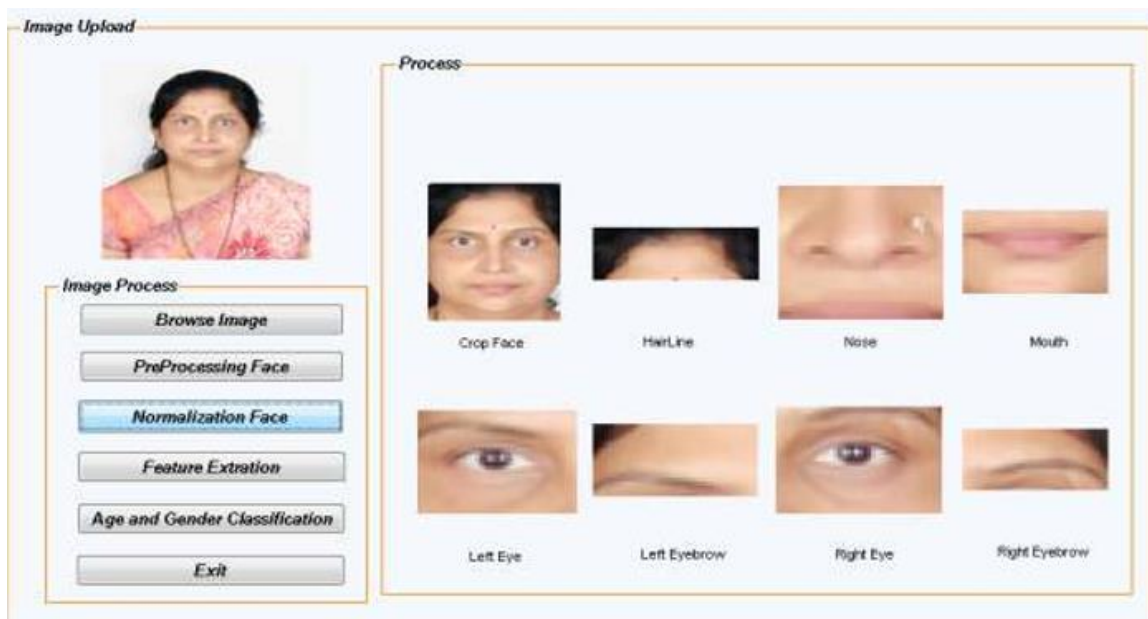 Image Upload
Process
Image Process
Browse Image
PreProcessing Face
Normalization Face
Feature Extration
Age and Gender Classification
Exit
Crop Face HairLine Nose Mouth
Left Eye Left Eyebrow Right Eye Right Eyebrow